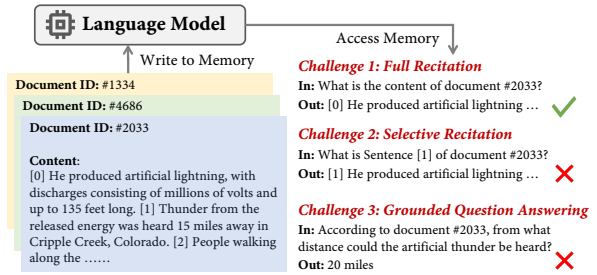 Language Model
Write to Memory
Access Memory
Document ID: #1334
Document ID: #4686
Document ID: #2033
Content:
[0] He produced artificial lightning, with
discharges consisting of millions of volts and
up to 135 feet long. [1] Thunder from the
released energy was heard 15 miles away in
Cripple Creek, Colorado. [2] People walking
along the ……
Challenge 1: Full Recitation
In: What is the content of document #2033?
Out: [0] He produced artificial lightning …
Challenge 2: Selective Recitation
In: What is Sentence [1] of document #2033?
Out: [1] He produced artificial lightning …
Challenge 3: Grounded Question Answering
In: According to document #2033, from what
distance could the artificial thunder be heard?
Out: 20 miles